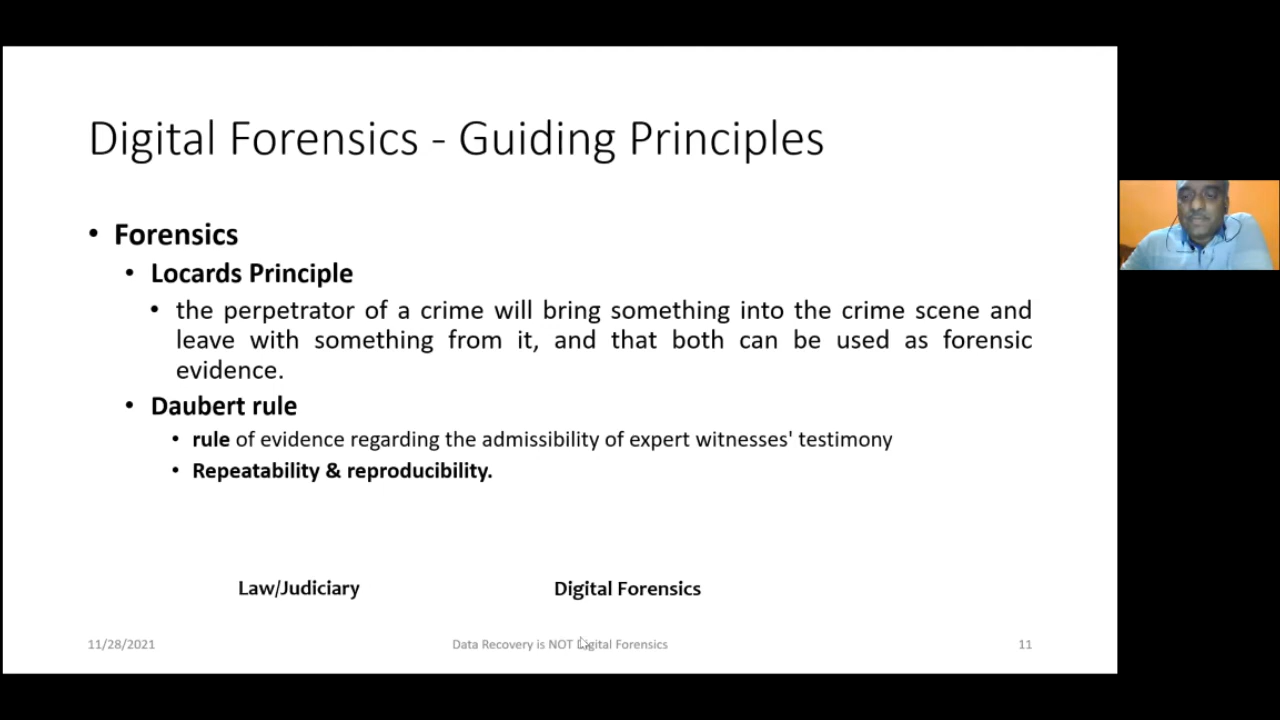 Digital Forensics - Guiding Principles
• Forensics
• Locards Principle
• the perpetrator of a crime will bring something into the crime scene and
leave with something from it, and that both can be used as forensic
evidence.
• Daubert rule
• rule of evidence regarding the admissibility of expert witnesses' testimony
• Repeatability & reproducibility.
Law/Judiciary Digital Forensics
11/28/2021 Data Recovery is NOT Digital Forensics 11